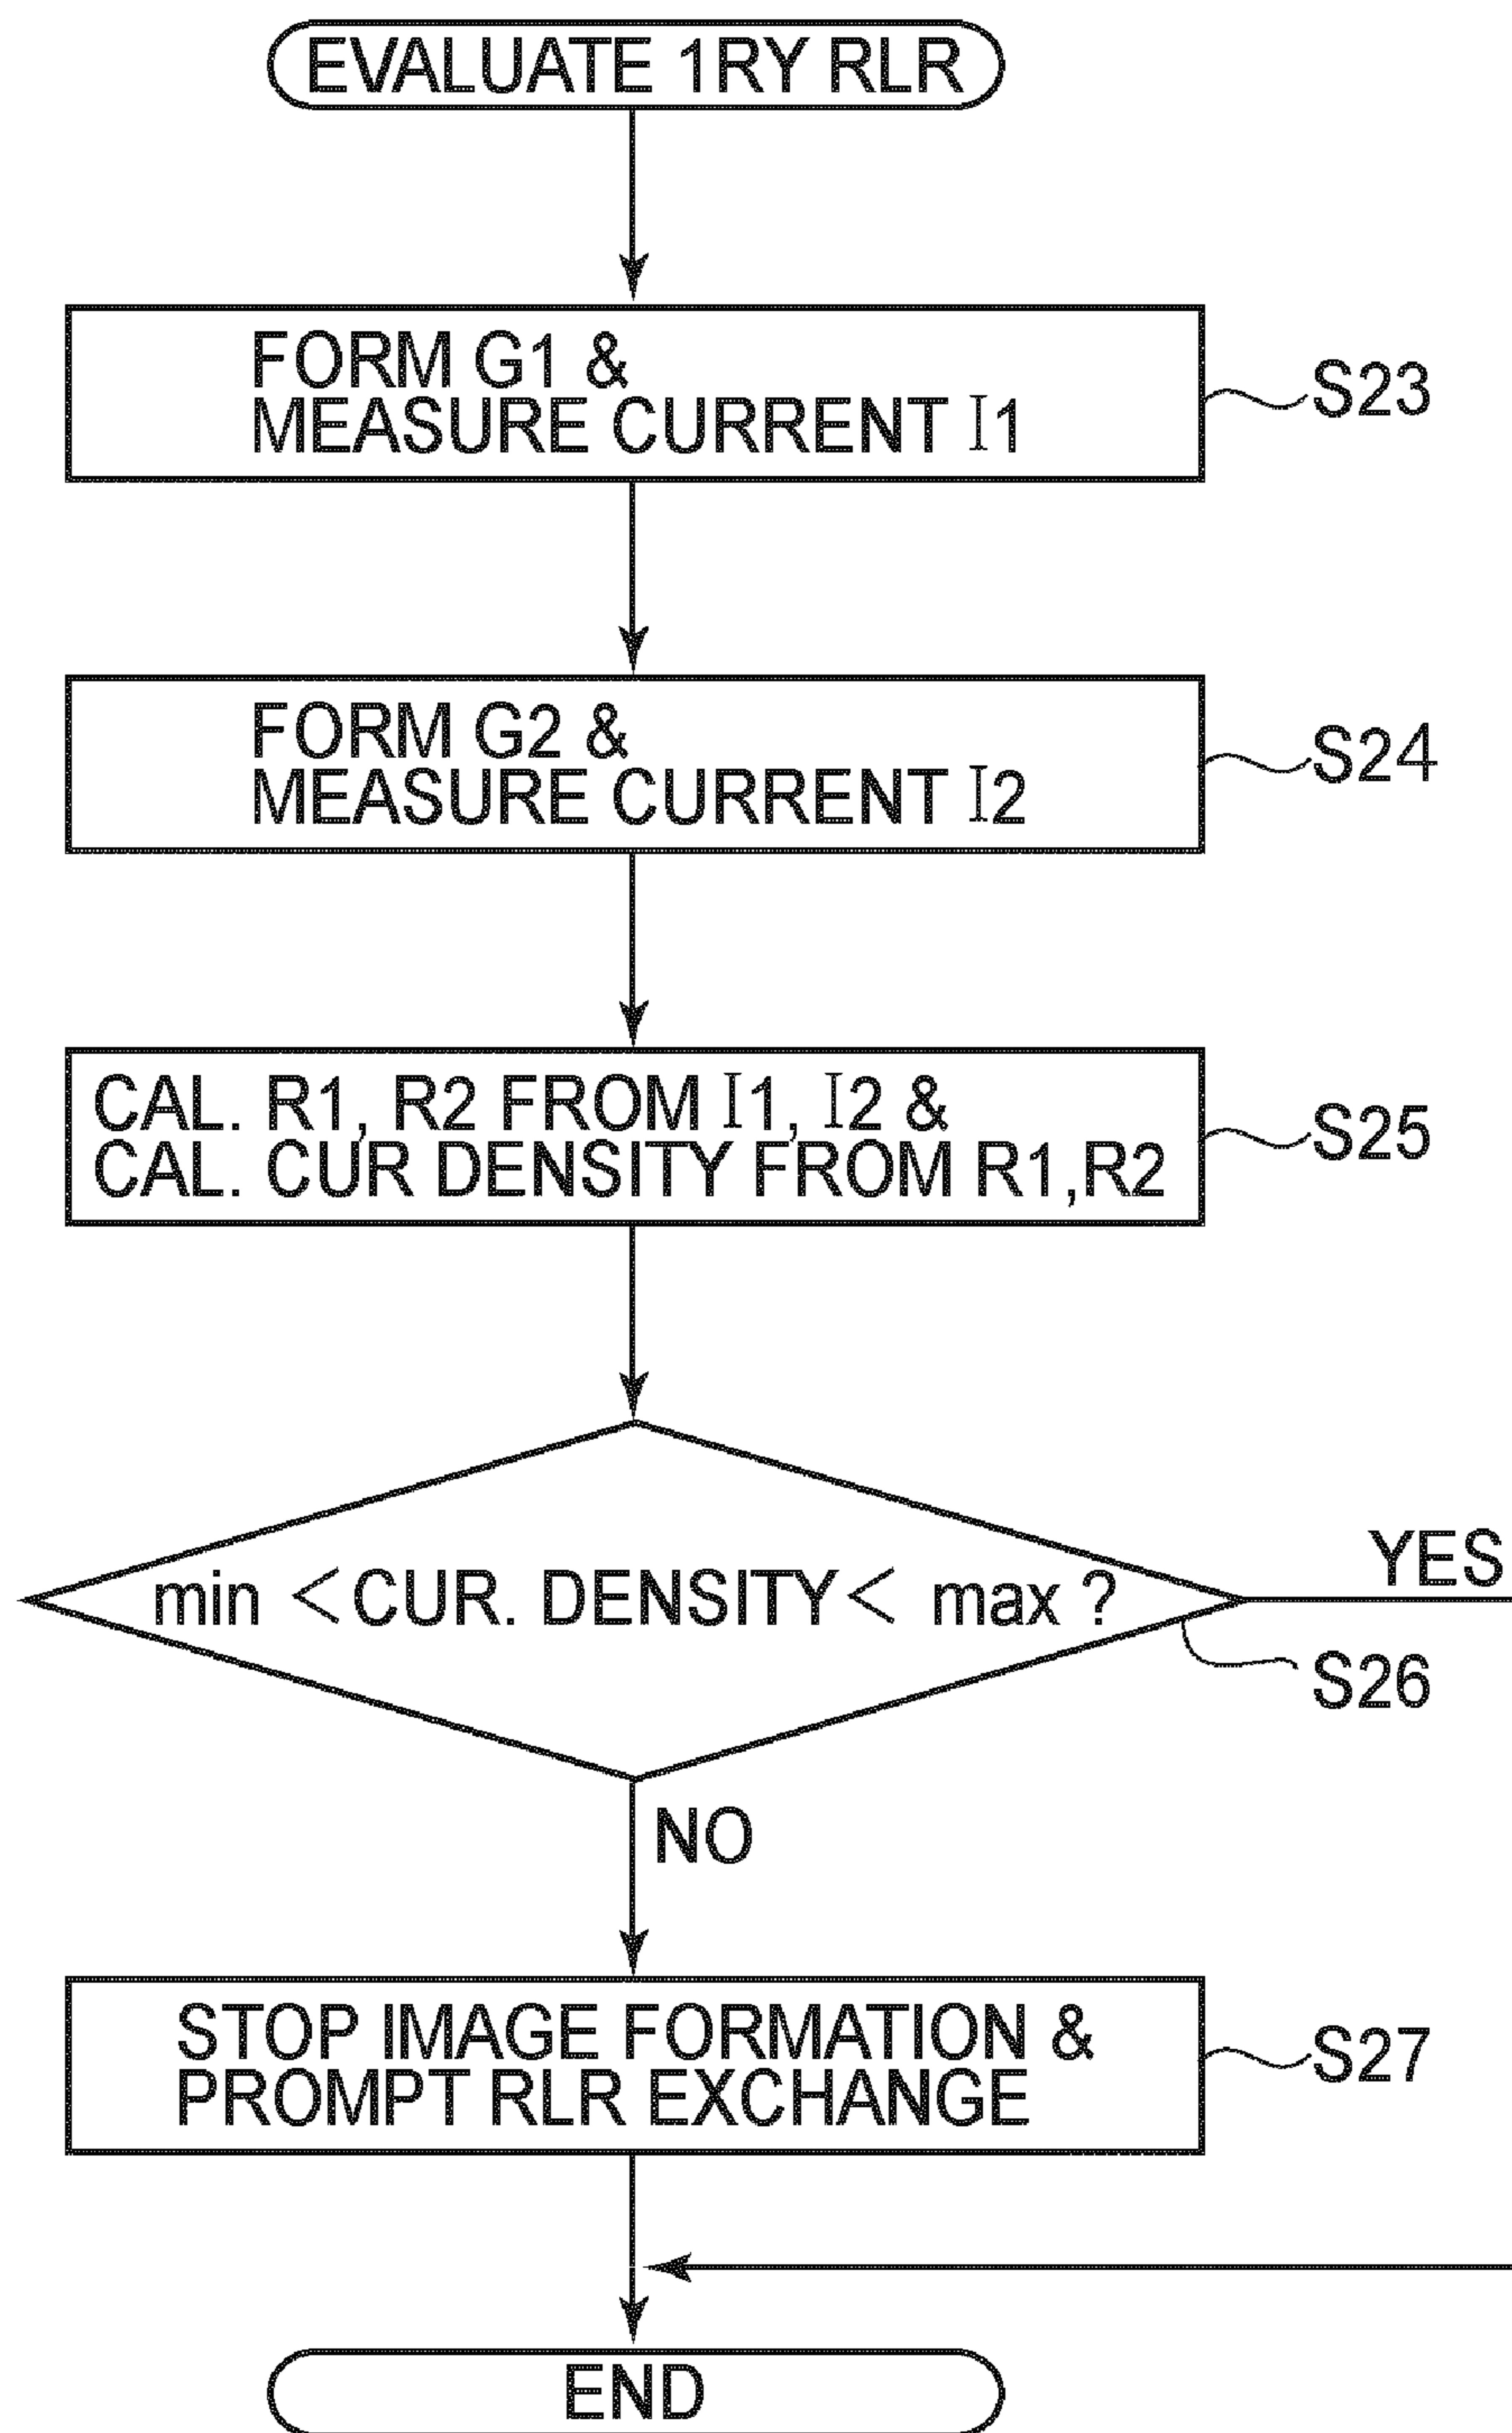 EVALUATE 1RY RLR
FORM G1 &
MEASURE CURRENT I1
S23
FORM G2 &
MEASURE CURRENT I2
S24
CAL. R1, R2 FROM I1, I2 &
CAL. CUR DENSITY FROM R1,R2
S25
min <CUR. DENSITY< max ?
YES
S26
NO
STOP IMAGE FORMATION &
PROMPT RLR EXCHANGE
S27
END